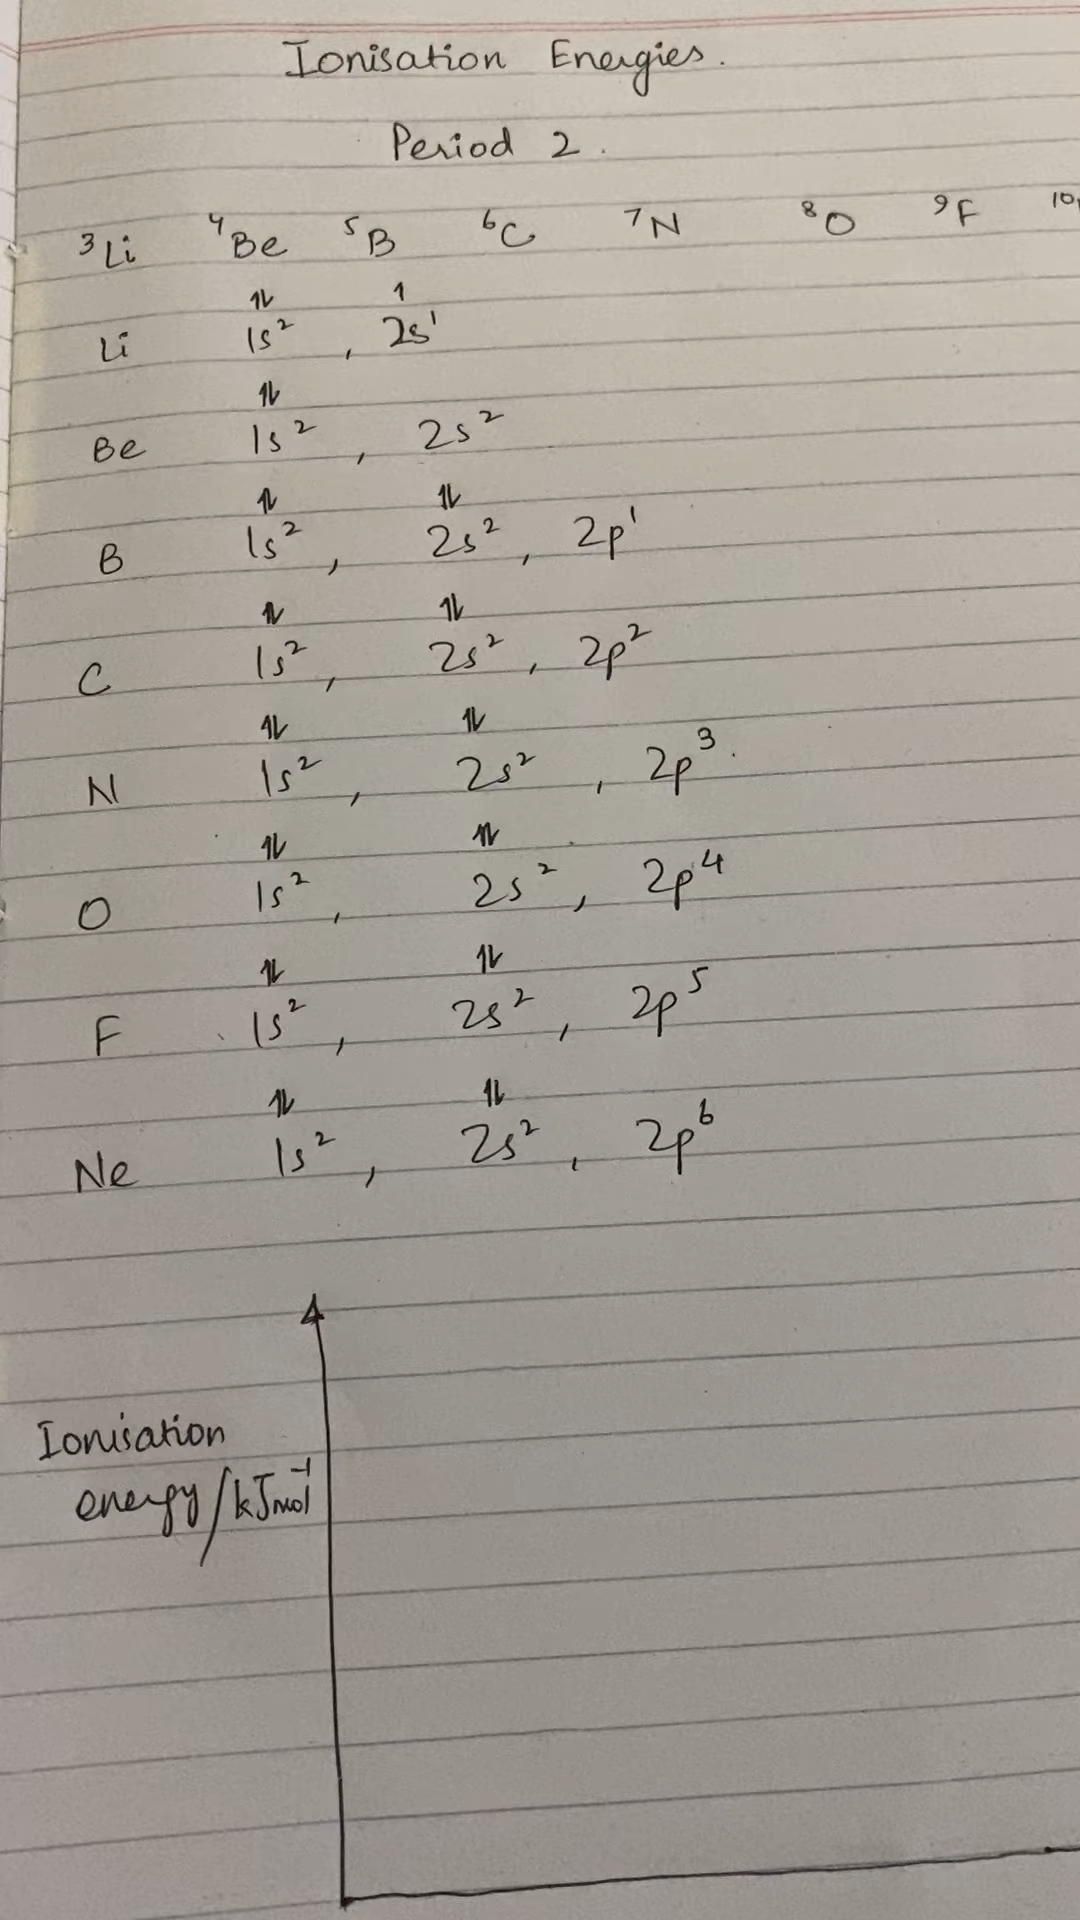 Ionisation Energies.
Period 2.
³Li ⁴Be ⁵B ⁶C ⁷N ⁸O ⁹F ¹⁰
⥮ ↿
Li 1s², 2s¹
⥮
Be 1s², 2s²
⥮ ⥮
B 1s², 2s², 2p¹
⥮ ⥮
C 1s², 2s², 2p²
⥮ ⥮
N 1s², 2s², 2p³.
⥮ ⥮
O 1s², 2s², 2p⁴
⥮ ⥮
F 1s², 2s², 2p⁵
⥮ ⥮
Ne 1s², 2s², 2p⁶
Ionisation
energy/kJmol⁻¹